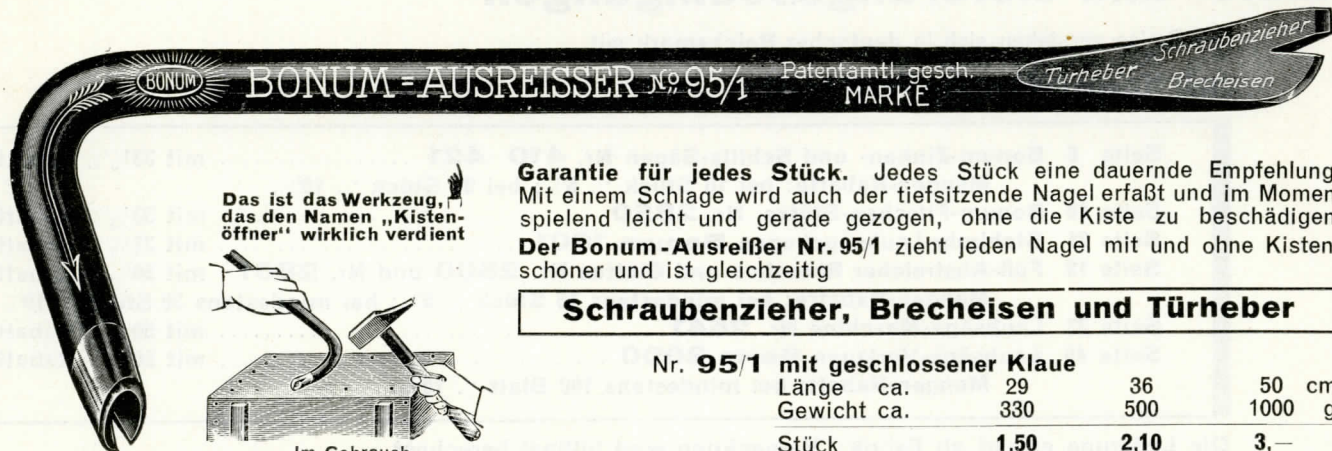 BONUM
BONUM=AUSREISSER No 95/1
Patentamtl. gesch.
MARKE
Türheber
Schraubenzieher
Brecheisen
Das ist das Werkzeug,
das den Namen „Kisten-
öffner" wirklich verdient
Im Gebrauch
Garantie für jedes Stück. Jedes Stück eine dauernde Empfehlung
Mit einem Schlage wird auch der tiefsitzende Nagel erfaßt und im Momen
spielend leicht und gerade gezogen, ohne die Kiste zu beschädigen
Der Bonum-Ausreißer Nr. 95/1 zieht jeden Nagel mit und ohne Kisten
schoner und ist gleichzeitig
Schraubenzieher, Brecheisen und Türheber
Nr. 95/1 mit geschlossener Klaue
Länge ca. 29 36 50 cm
Gewicht ca. 330 500 1000 g
Stück 1,50 2,10 3,—